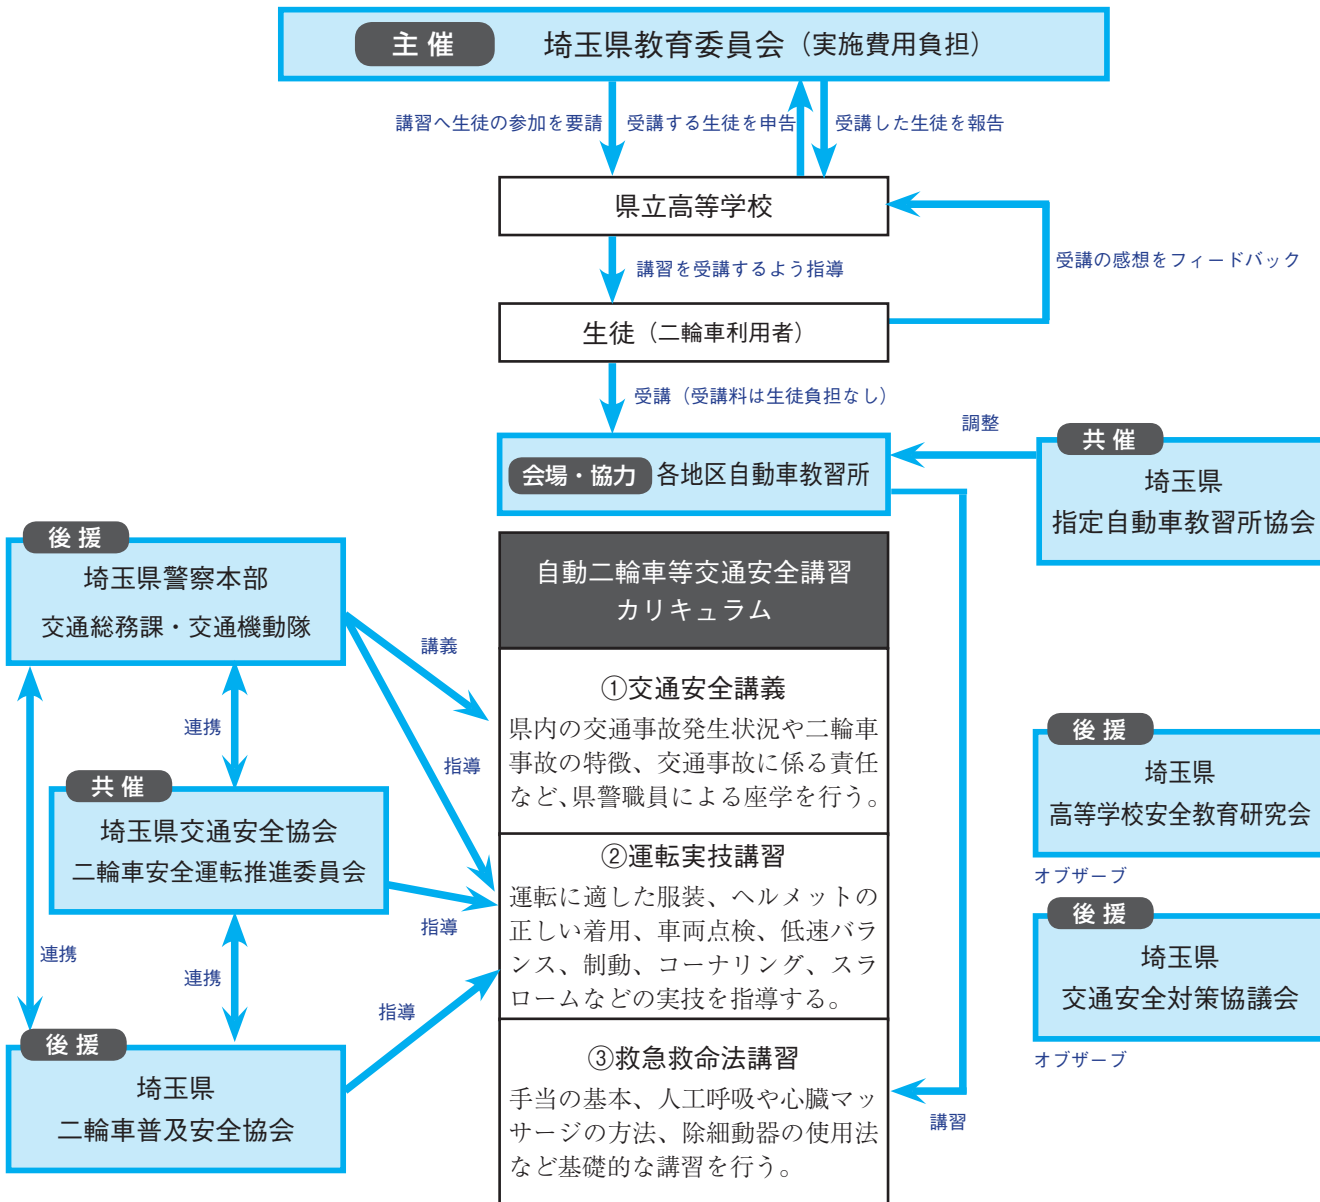 主催 埼玉県教育委員会（実施費用負担）
講習へ生徒の参加を要請 受講する生徒を申告 受講した生徒を報告
県立高等学校
講習を受講するよう指導
受講の感想をフィードバック
生徒（二輪車利用者）
受講（受講料は生徒負担なし）
会場・協力 各地区自動車教習所
調整
共催
埼玉県
指定自動車教習所協会
後援
埼玉県警察本部
交通総務課・交通機動隊
講義
指導
連携
共催
埼玉県交通安全協会
二輪車安全運転推進委員会
指導
連携
連携
指導
後援
埼玉県
二輪車普及安全協会
自動二輪車等交通安全講習
カリキュラム
①交通安全講義
県内の交通事故発生状況や二輪車
事故の特徴、交通事故に係る責任
など、県警職員による座学を行う。
②運転実技講習
運転に適した服装、ヘルメットの
正しい着用、車両点検、低速バラ
ンス、制動、コーナリング、スラ
ロームなどの実技を指導する。
③救急救命法講習
手当の基本、人工呼吸や心臓マッ
サージの方法、除細動器の使用法
など基礎的な講習を行う。
講習
後援
埼玉県
高等学校安全教育研究会
オブザーブ
後援
埼玉県
交通安全対策協議会
オブザーブ